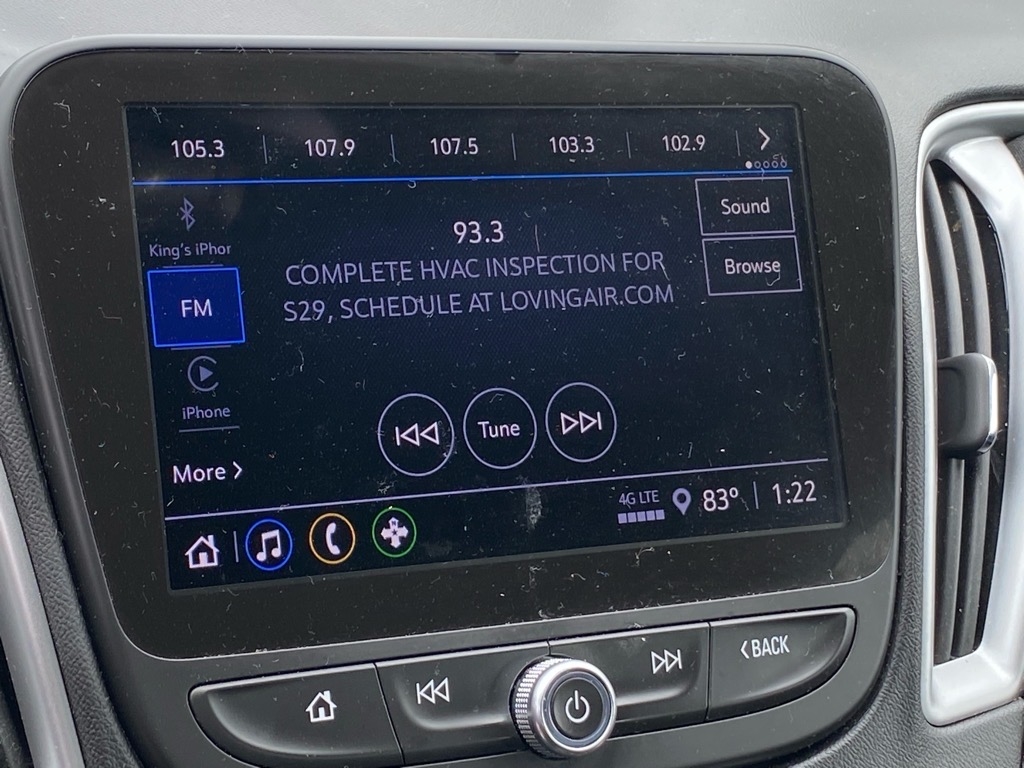 105.3 107.9 107.5 103.3 102.9
King's iPhor
93.3
Sound
COMPLETE HVAC INSPECTION FOR
S29, SCHEDULE AT LOVINGAIR.COM
Browse
FM
iPhone
Tune
More
4G LTE 83° 1:22
BACK